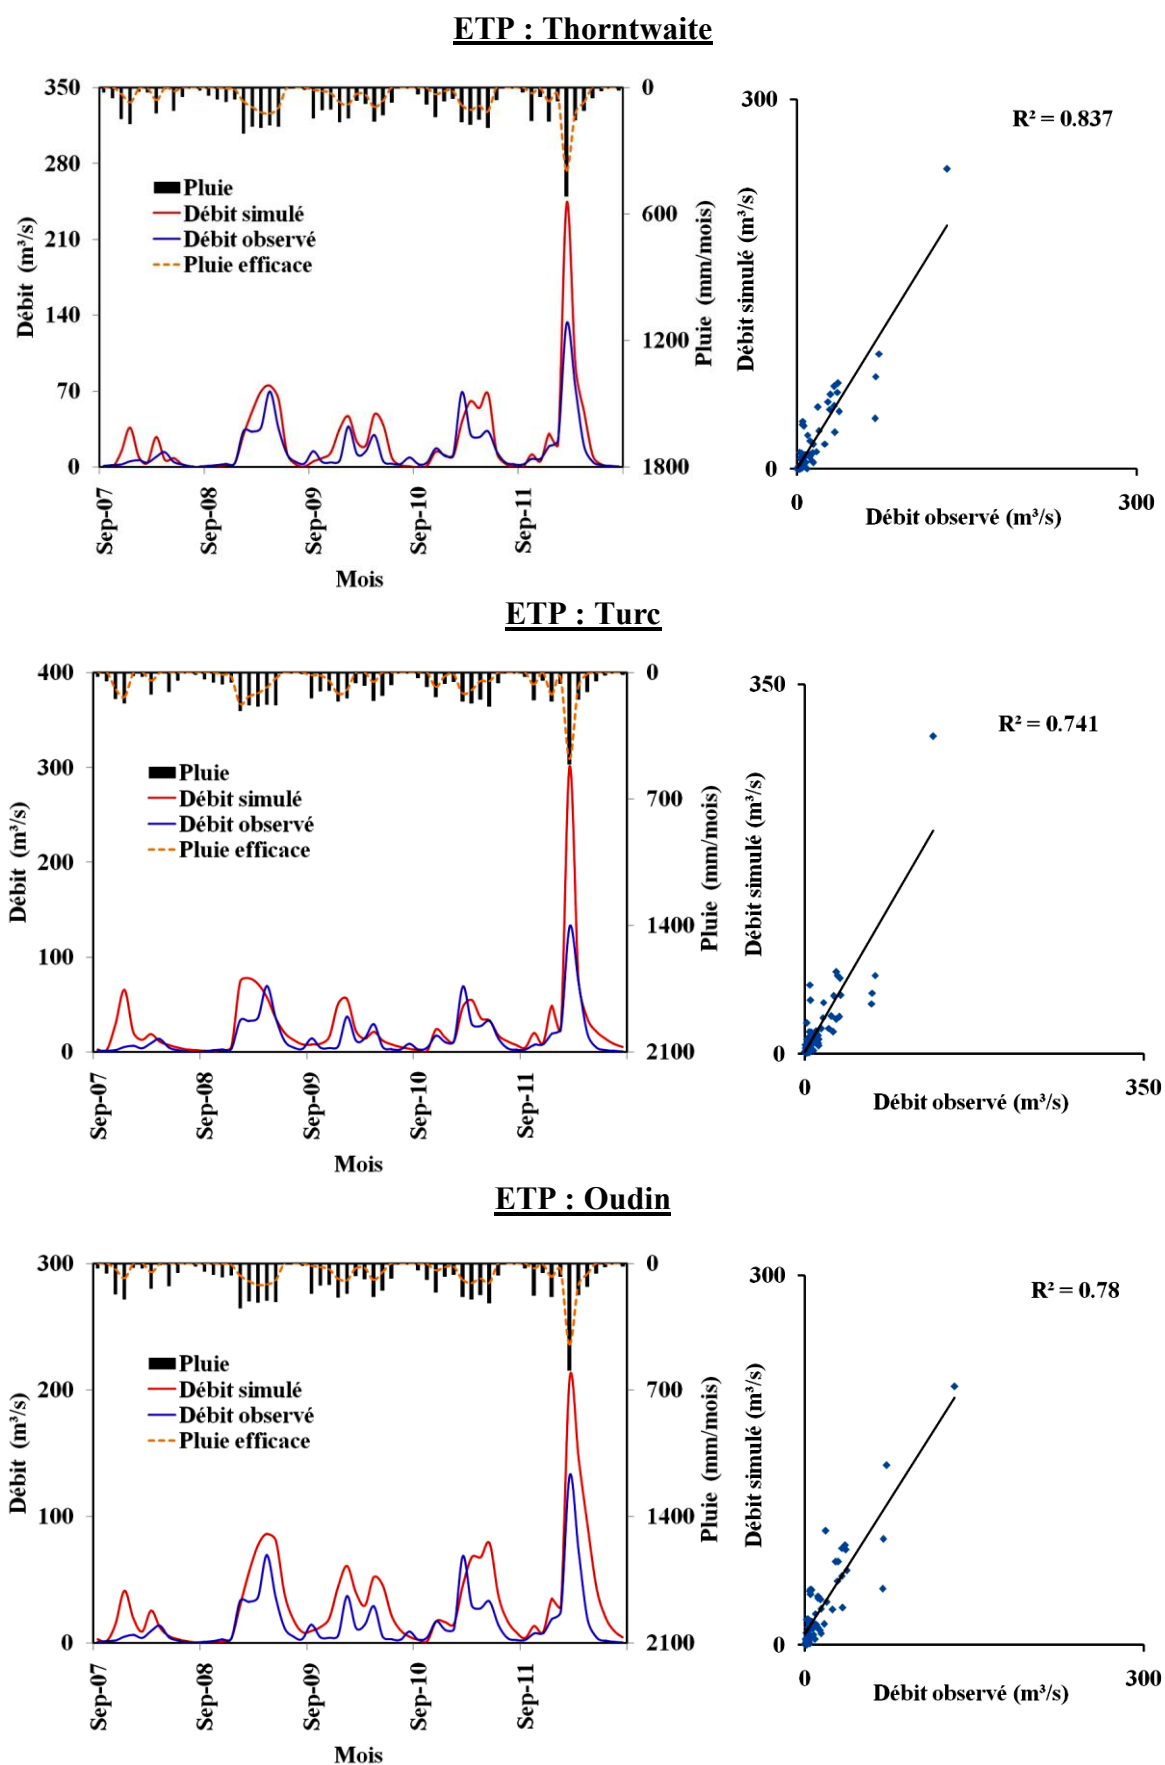 ETP : Thorntwaite
350
280
210
140
70
0
Débit (m³/s)
Pluie
Débit simulé
Débit observé
Pluie efficace
0
600
1200
1800
Pluie (mm/mois)
Sep-07
Sep-08
Sep-09
Sep-10
Sep-11
Mois
300
0
Débit simulé (m³/s)
R² = 0.837
0
300
Débit observé (m³/s)
ETP : Turc
400
300
200
100
0
Débit (m³/s)
Pluie
Débit simulé
Débit observé
Pluie efficace
0
700
1400
2100
Pluie (mm/mois)
Sep-07
Sep-08
Sep-09
Sep-10
Sep-11
Mois
350
0
Débit simulé (m³/s)
R² = 0.741
0
350
Débit observé (m³/s)
ETP : Oudin
300
200
100
0
Débit (m³/s)
Pluie
Débit simulé
Débit observé
Pluie efficace
0
700
1400
2100
Pluie (mm/mois)
Sep-07
Sep-08
Sep-09
Sep-10
Sep-11
Mois
300
0
Débit simulé (m³/s)
R² = 0.78
0
300
Débit observé (m³/s)